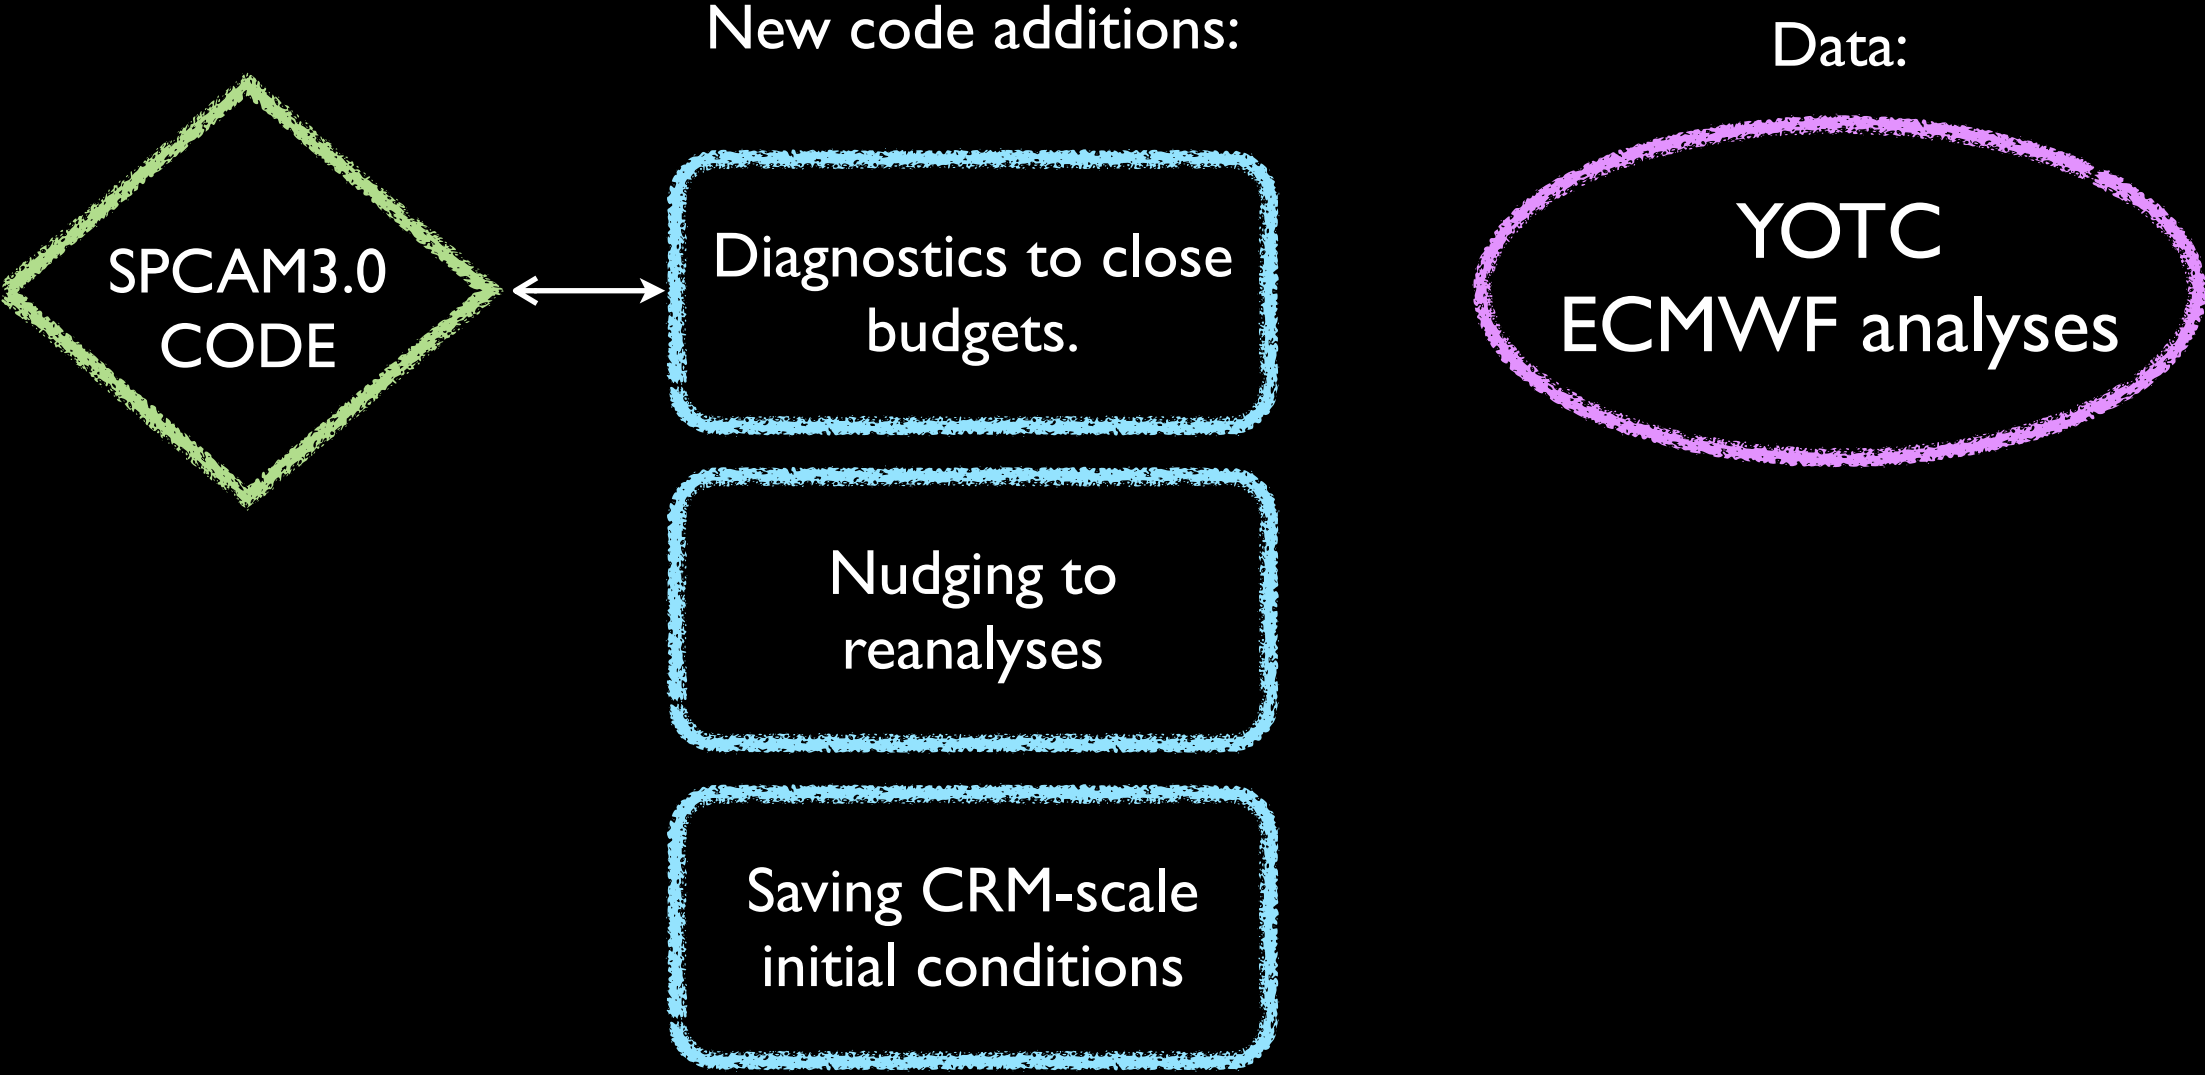 New code additions:
Data:
SPCAM3.0
CODE
Diagnostics to close
budgets.
YOTC
ECMWF analyses
Nudging to
reanalyses
Saving CRM-scale
initial conditions